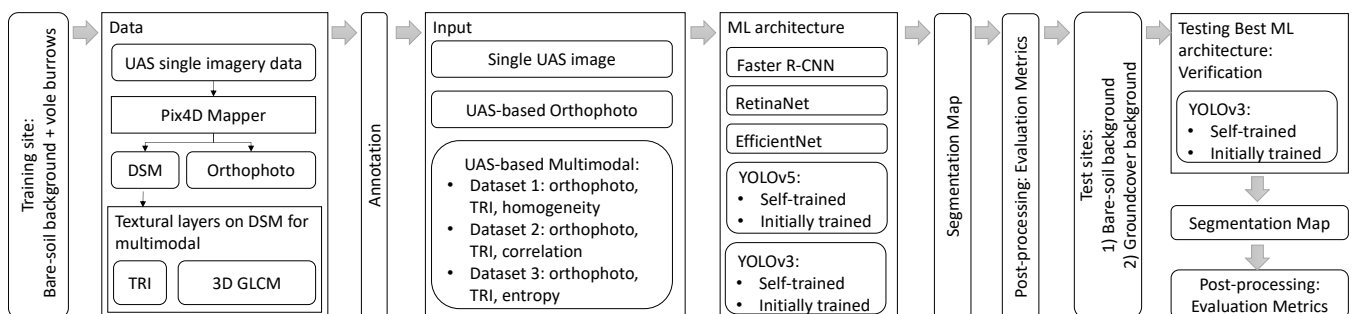 Training site:
Bare-soil background + vole burrows
Data
UAS single imagery data
Pix4D Mapper
DSM
Orthophoto
Textural layers on DSM for
multimodal
TRI
3D GLCM
Annotation
Input
Single UAS image
UAS-based Orthophoto
UAS-based Multimodal:
• Dataset 1: orthophoto,
TRI, homogeneity
• Dataset 2: orthophoto,
TRI, correlation
• Dataset 3: orthophoto,
TRI, entropy
ML architecture
Faster R-CNN
RetinaNet
EfficientNet
YOLOv5:
• Self-trained
• Initially trained
YOLOv3:
• Self-trained
• Initially trained
Segmentation Map
Post-processing: Evaluation Metrics
Test sites:
1) Bare-soil background
2) Groundcover background
Testing Best ML
architecture:
Verification
YOLOv3:
• Self-trained
• Initially trained
Segmentation Map
Post-processing:
Evaluation Metrics